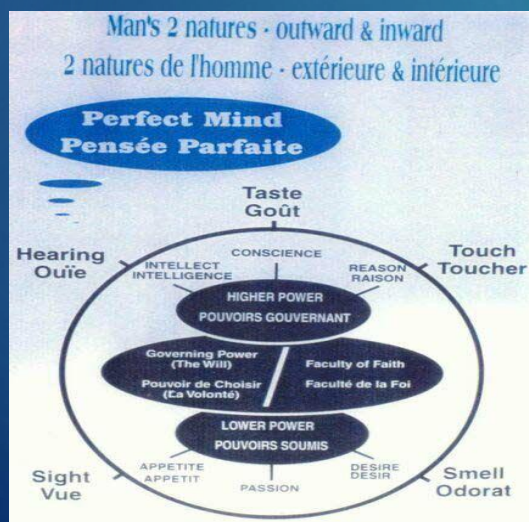 Man's 2 natures · outward & inward
2 natures de l'homme · extérieure & intérieure
Perfect Mind
Pensée Parfaite
Taste
Goût
Hearing
Ouïe
Touch
Toucher
CONSCIENCE
INTELLECT
INTELLIGENCE
REASON
RAISON
HIGHER POWER
POUVOIRS GOUVERNANT
Governing Power
(The Will)
Pouvoir de Choisir
(La Volonté)
Faculty of Faith
Faculté de la Foi
LOWER POWER
POUVOIRS SOUMIS
APPETITE
APPETIT
PASSION
DESIRE
DESIR
Sight
Vue
Smell
Odorat